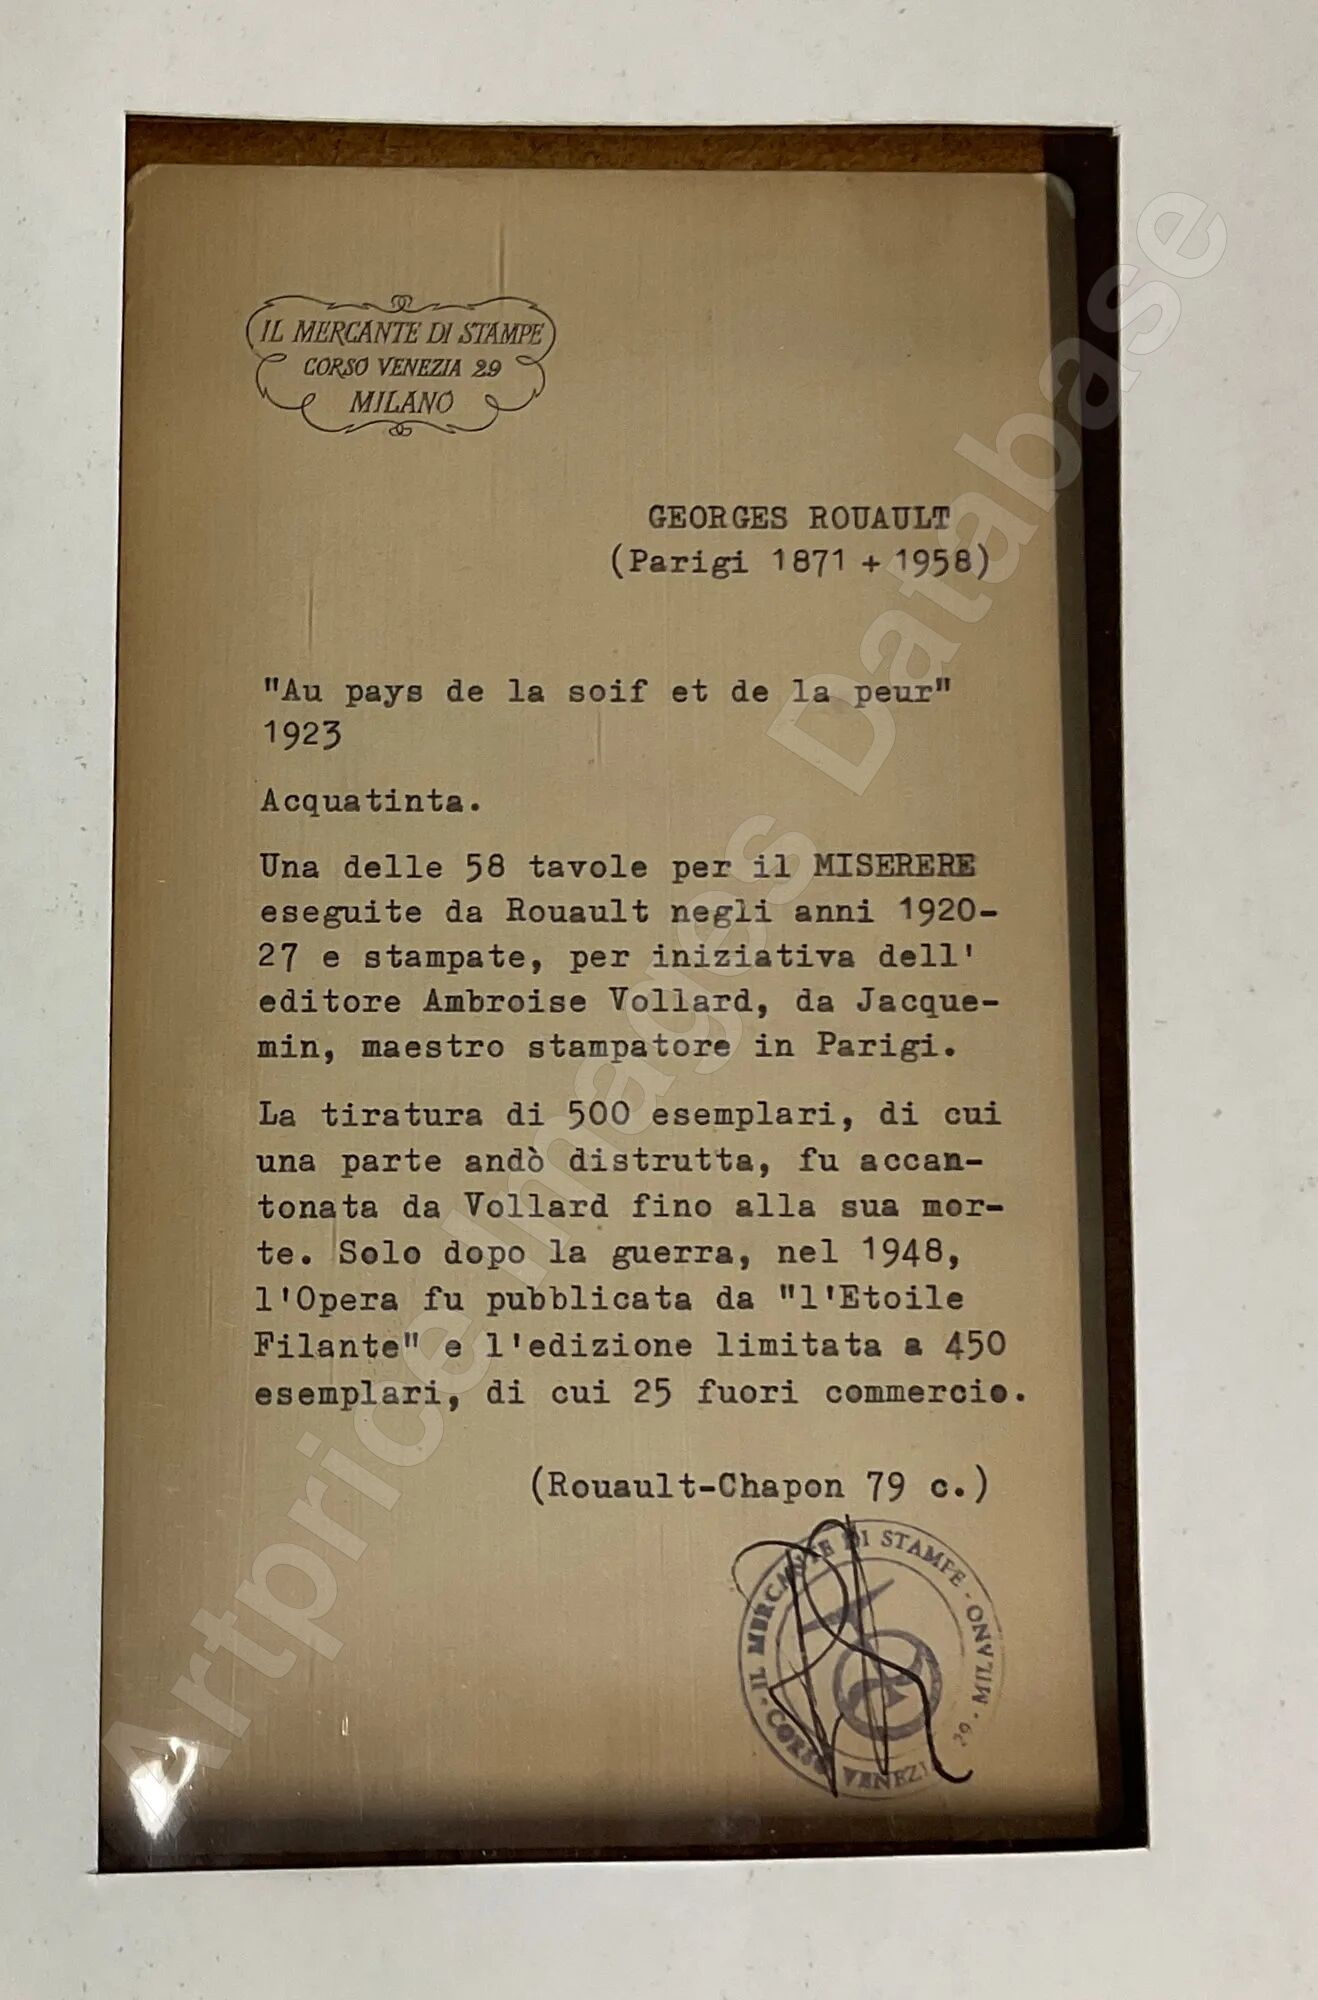 IL MERCANTE DI STAMPE
CORSO VENEZIA 29
MILANO
GEORGES ROUAULT
(Parigi 1871 + 1958)
"Au pays de la soif et de la peur"
1923
Acquatinta.
Una delle 58 tavole per il MISERERE
eseguite da Rouault negli anni 1920-
27 e stampate, per iniziativa dell'
editore Ambroise Vollard, da Jacque-
min, maestro stampatore in Parigi.
La tiratura di 500 esemplari, di cui
una parte andò distrutta, fu accan-
tonata da Vollard fino alla sua mor-
te. Solo dopo la guerra, nel 1948,
l'Opera fu pubblicata da "l'Etoile
Filante" e l'edizione limitata a 450
esemplari, di cui 25 fuori commercio.
(Rouault-Chapon 79 c.)
IL MERCANTE DI STAMPE - MILANO
CORSO VENEZIA 29
Artprice Images Database